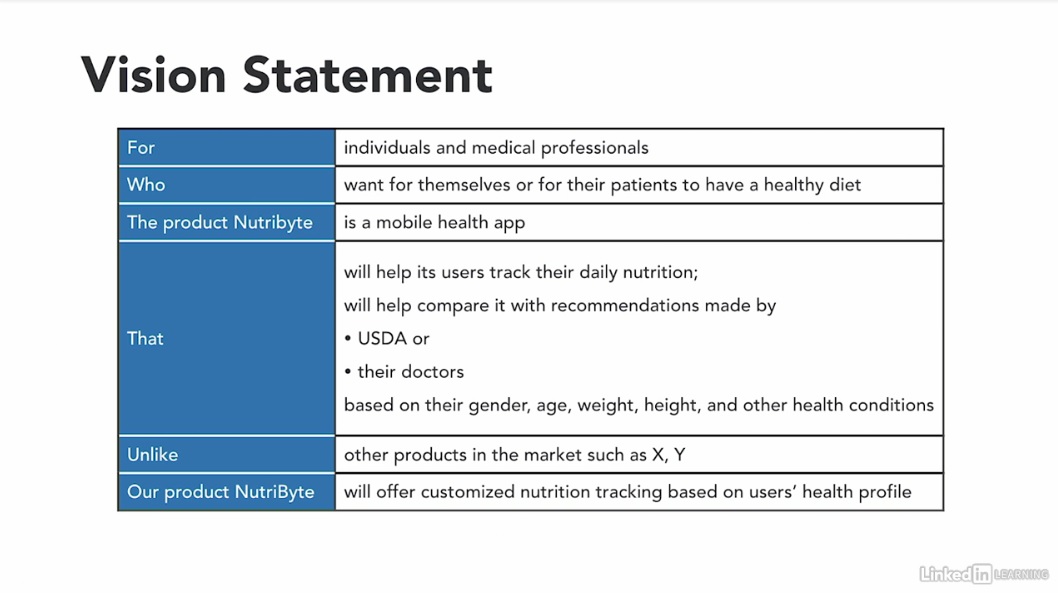 Vision Statement
For
individuals and medical professionals
Who
want for themselves or for their patients to have a healthy diet
The product Nutribyte
is a mobile health app
That
will help its users track their daily nutrition;
will help compare it with recommendations made by
• USDA or
• their doctors
based on their gender, age, weight, height, and other health conditions
Unlike
other products in the market such as X, Y
Our product NutriByte
will offer customized nutrition tracking based on users’ health profile
Linked in LEARNING